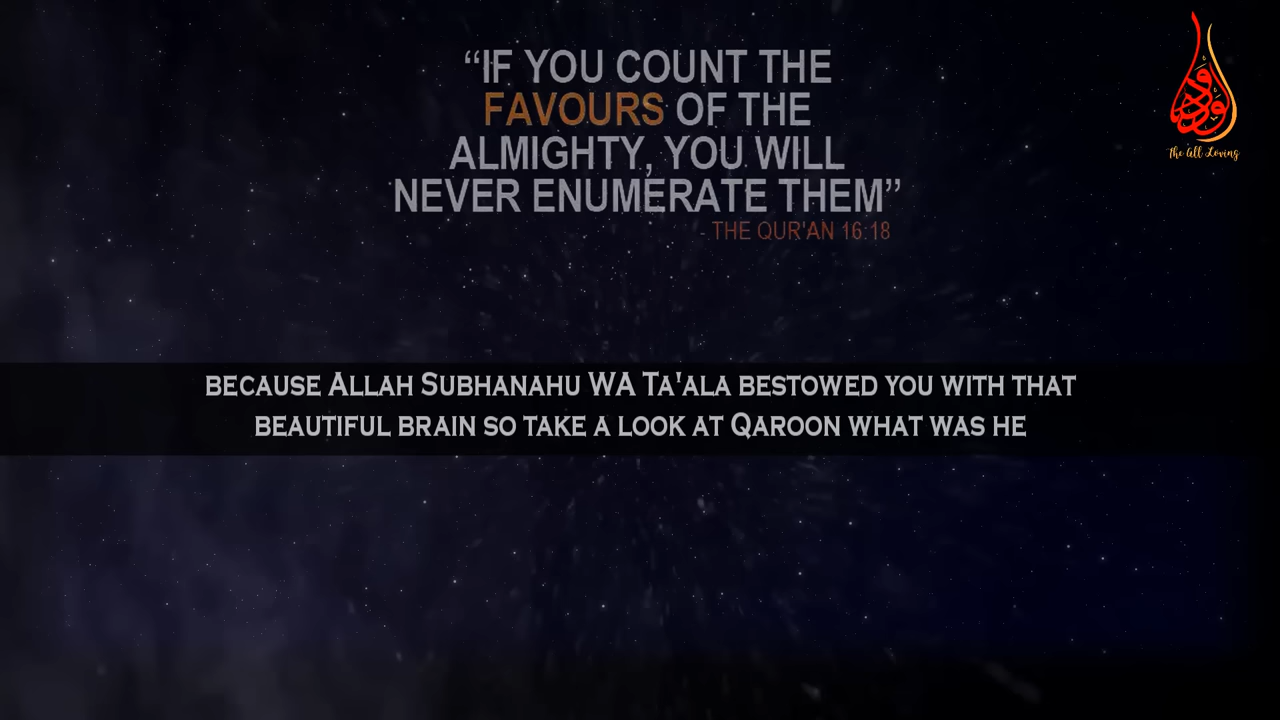 “IF YOU COUNT THE
FAVOURS OF THE
ALMIGHTY, YOU WILL
NEVER ENUMERATE THEM”
- THE QUR'AN 16:18
الودود
The All Loving
BECAUSE ALLAH SUBHANAHU WA TA'ALA BESTOWED YOU WITH THAT
BEAUTIFUL BRAIN SO TAKE A LOOK AT QAROON WHAT WAS HE